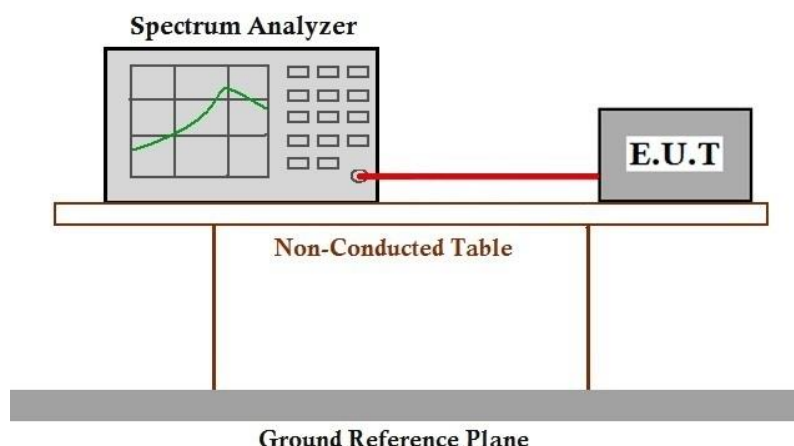 Spectrum Analyzer
E.U.T
Non-Conducted Table
Ground Reference Plane